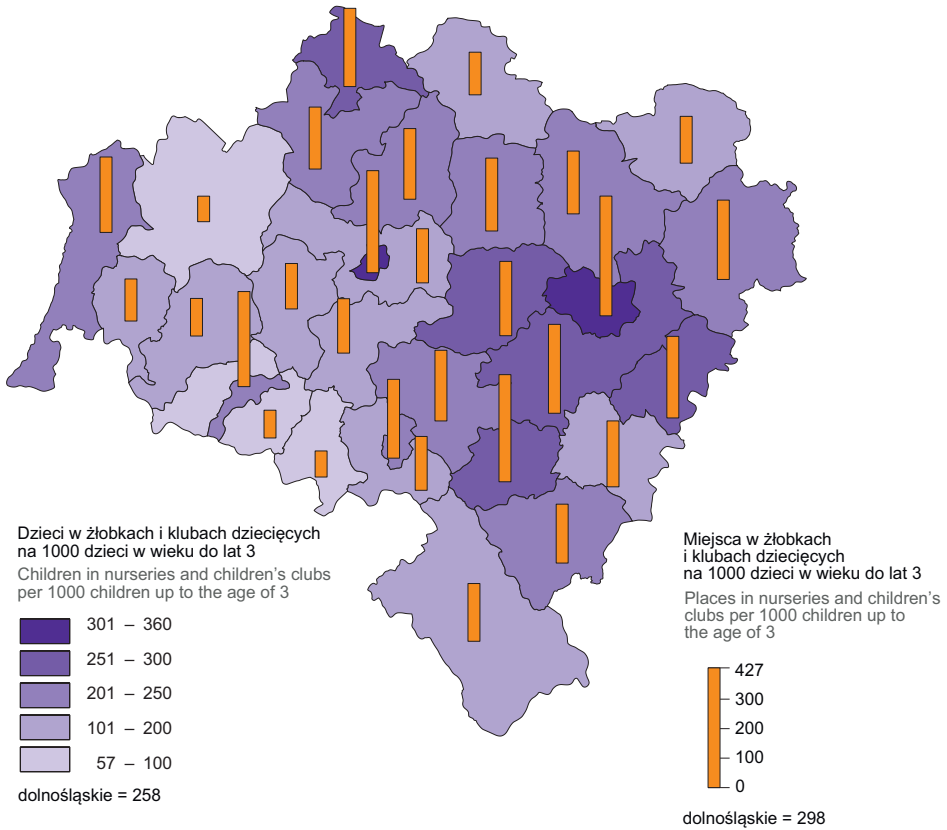 Dzieci w żłobkach i klubach dziecięcych
na 1000 dzieci w wieku do lat 3
Children in nurseries and children's clubs
per 1000 children up to the age of 3
301 – 360
251 – 300
201 – 250
101 – 200
57 – 100
dolnośląskie = 258
Miejsca w żłobkach
i klubach dziecięcych
na 1000 dzieci w wieku do lat 3
Places in nurseries and children's
clubs per 1000 children up to
the age of 3
427
300
200
100
0
dolnośląskie = 298